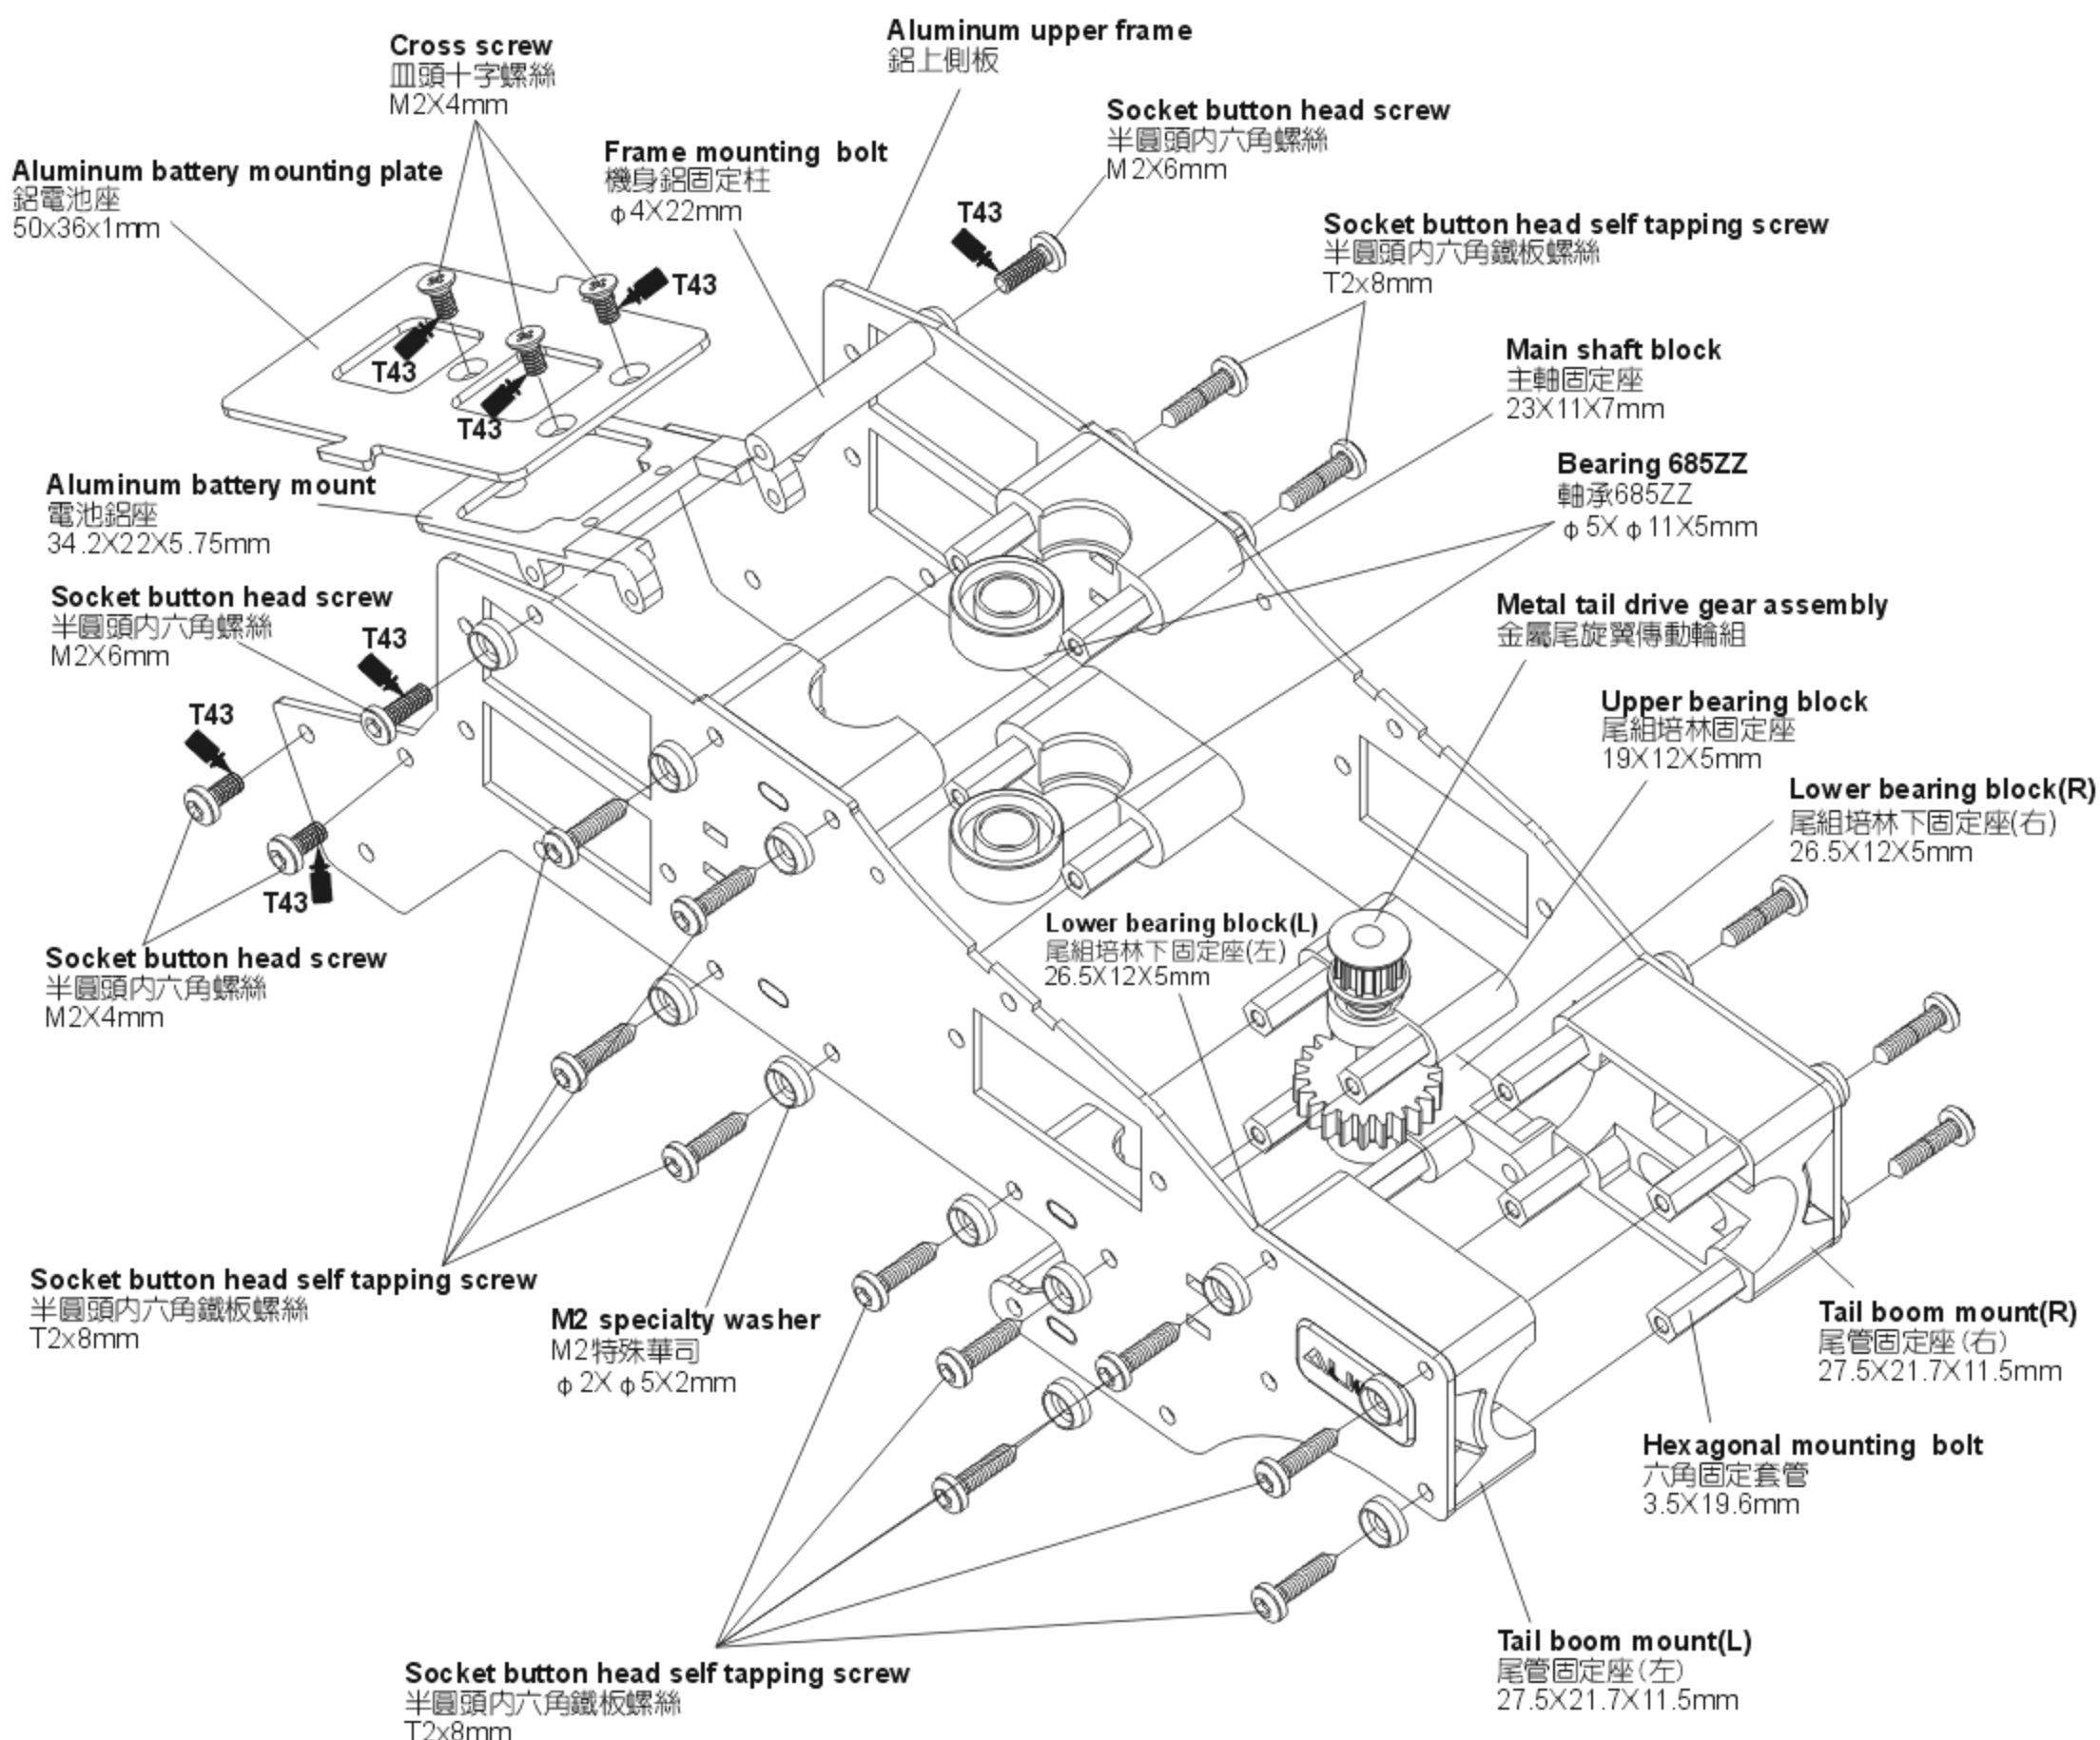 Cross screw
皿頭十字螺絲
M2X4mm
Aluminum upper frame
鋁上側板
Socket button head screw
半圓頭内六角螺絲
M2X6mm
Frame mounting bolt
機身鋁固定柱
φ4X22mm
Aluminum battery mounting plate
鋁電池座
50x36x1mm
T43
T43
T43
T43
Socket button head self tapping screw
半圓頭内六角鐵板螺絲
T2x8mm
Main shaft block
主軸固定座
23X11X7mm
Bearing 685ZZ
軸承685ZZ
φ5Xφ11X5mm
Aluminum battery mount
電池鋁座
34.2X22X5.75mm
Socket button head screw
半圓頭内六角螺絲
M2X6mm
T43
T43
T43
Metal tail drive gear assembly
金屬尾旋翼傳動輪組
Upper bearing block
尾組培林固定座
19X12X5mm
Lower bearing block(R)
尾組培林下固定座(右)
26.5X12X5mm
Lower bearing block(L)
尾組培林下固定座(左)
26.5X12X5mm
Socket button head screw
半圓頭内六角螺絲
M2X4mm
Socket button head self tapping screw
半圓頭内六角鐵板螺絲
T2x8mm
M2 specialty washer
M2特殊華司
φ2Xφ5X2mm
Tail boom mount(R)
尾管固定座(右)
27.5X21.7X11.5mm
Hexagonal mounting bolt
六角固定套管
3.5X19.6mm
Tail boom mount(L)
尾管固定座(左)
27.5X21.7X11.5mm
Socket button head self tapping screw
半圓頭内六角鐵板螺絲
T2x8mm